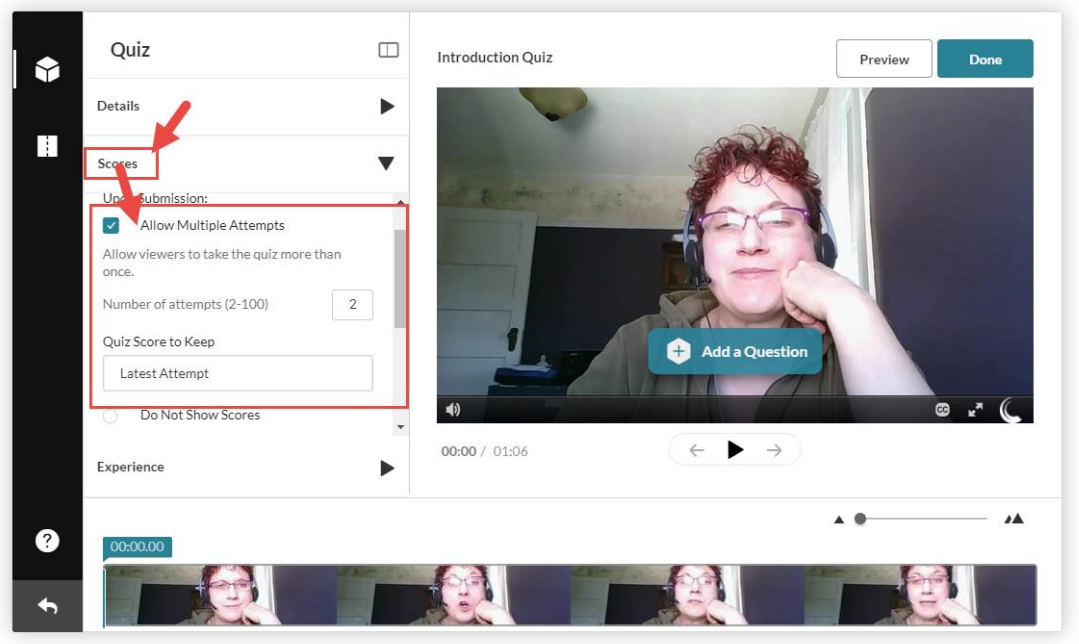 Quiz
Introduction Quiz
Preview
Done
Details
Scores
Upon Submission:
Allow Multiple Attempts
Allow viewers to take the quiz more than
once.
Number of attempts (2-100)
2
Quiz Score to Keep
Latest Attempt
Do Not Show Scores
Experience
Add a Question
CC
00:00 / 01:06
?
00:00.00